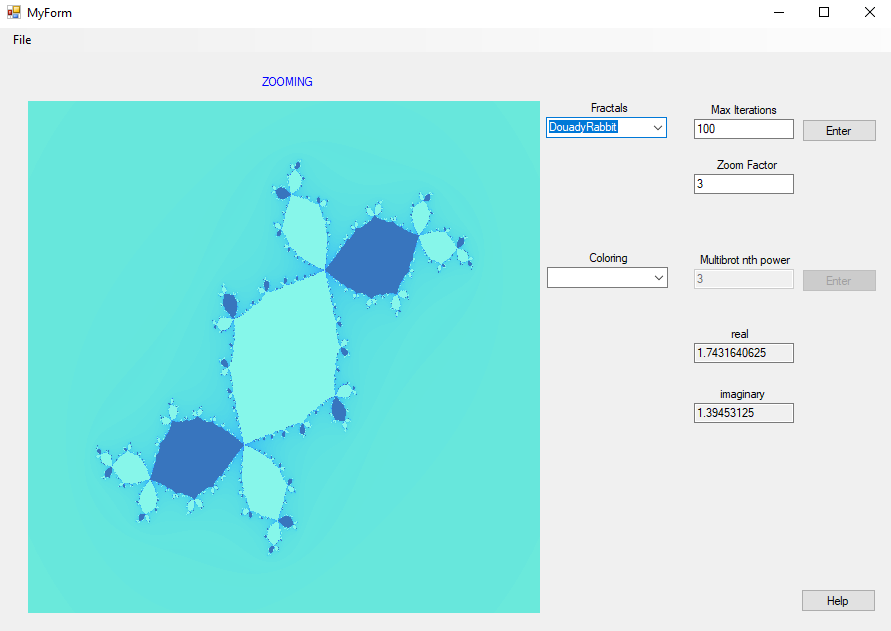 MyForm
File
ZOOMING
Fractals
DouadyRabbit
Max Iterations
100
Enter
Zoom Factor
3
Coloring
Multibrot nth power
3
Enter
real
1.7431640625
imaginary
1.39453125
Help